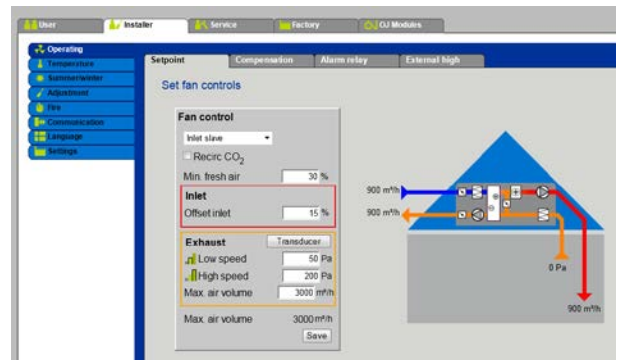 User Installer Service Factory OJ Modules
Operating
Temperature
Summer/winter
Adjustment
Fire
Communication
Language
Settings
Setpoint Compensation Alarm relay External high
Set fan controls
Fan control
Inlet slave
Recirc CO2
Min. fresh air 30 %
Inlet
Offset inlet 15 %
Exhaust Transducer
Low speed 50 Pa
High speed 200 Pa
Max. air volume 3000 m³/h
Max. air volume 3000 m³/h
Save
900 m³/h
900 m³/h
0 Pa
900 m³/h